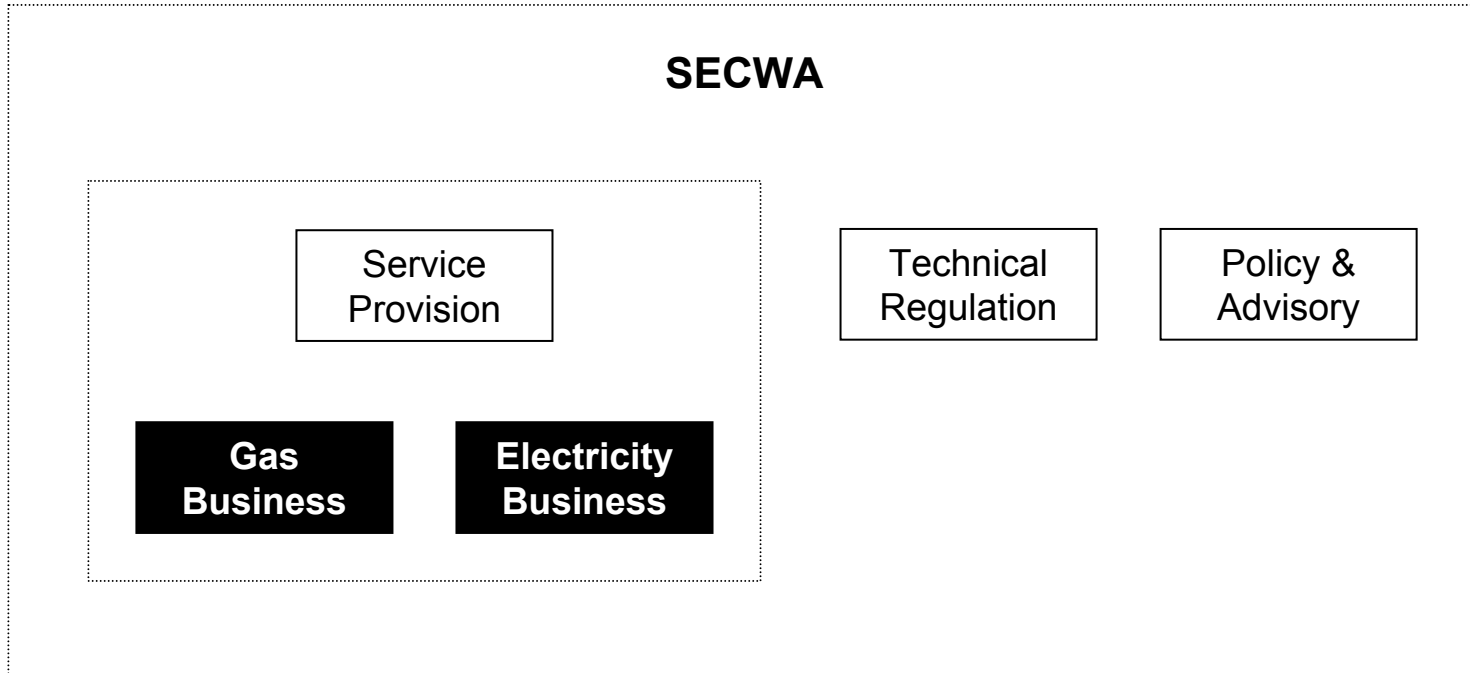 SECWA
Service
Provision
Technical
Regulation
Policy &
Advisory
Gas
Business
Electricity
Business